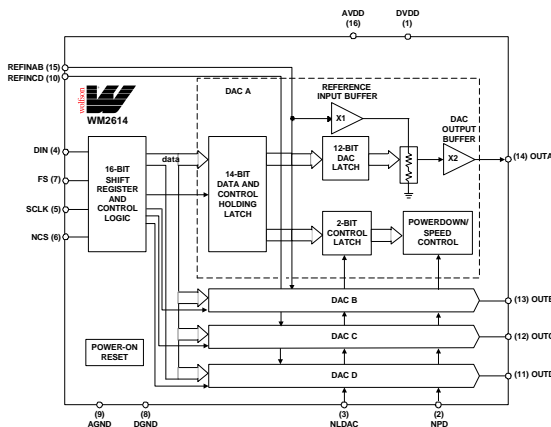 AVDD
(16)
DVDD
(1)
REFINAB (15)
REFINCD (10)
wolfson
WM2614
DAC A
REFERENCE
INPUT BUFFER
X1
DAC
OUTPUT
BUFFER
X2
DIN (4)
FS (7)
SCLK (5)
NCS (6)
16-BIT
SHIFT
REGISTER
AND
CONTROL
LOGIC
data
14-BIT
DATA AND
CONTROL
HOLDING
LATCH
12-BIT
DAC
LATCH
(14) OUTA
2-BIT
CONTROL
LATCH
POWERDOWN/
SPEED
CONTROL
DAC B
(13) OUTB
DAC C
(12) OUTC
DAC D
(11) OUTD
POWER-ON
RESET
(9)
AGND
(8)
DGND
(3)
NLDAC
(2)
NPD